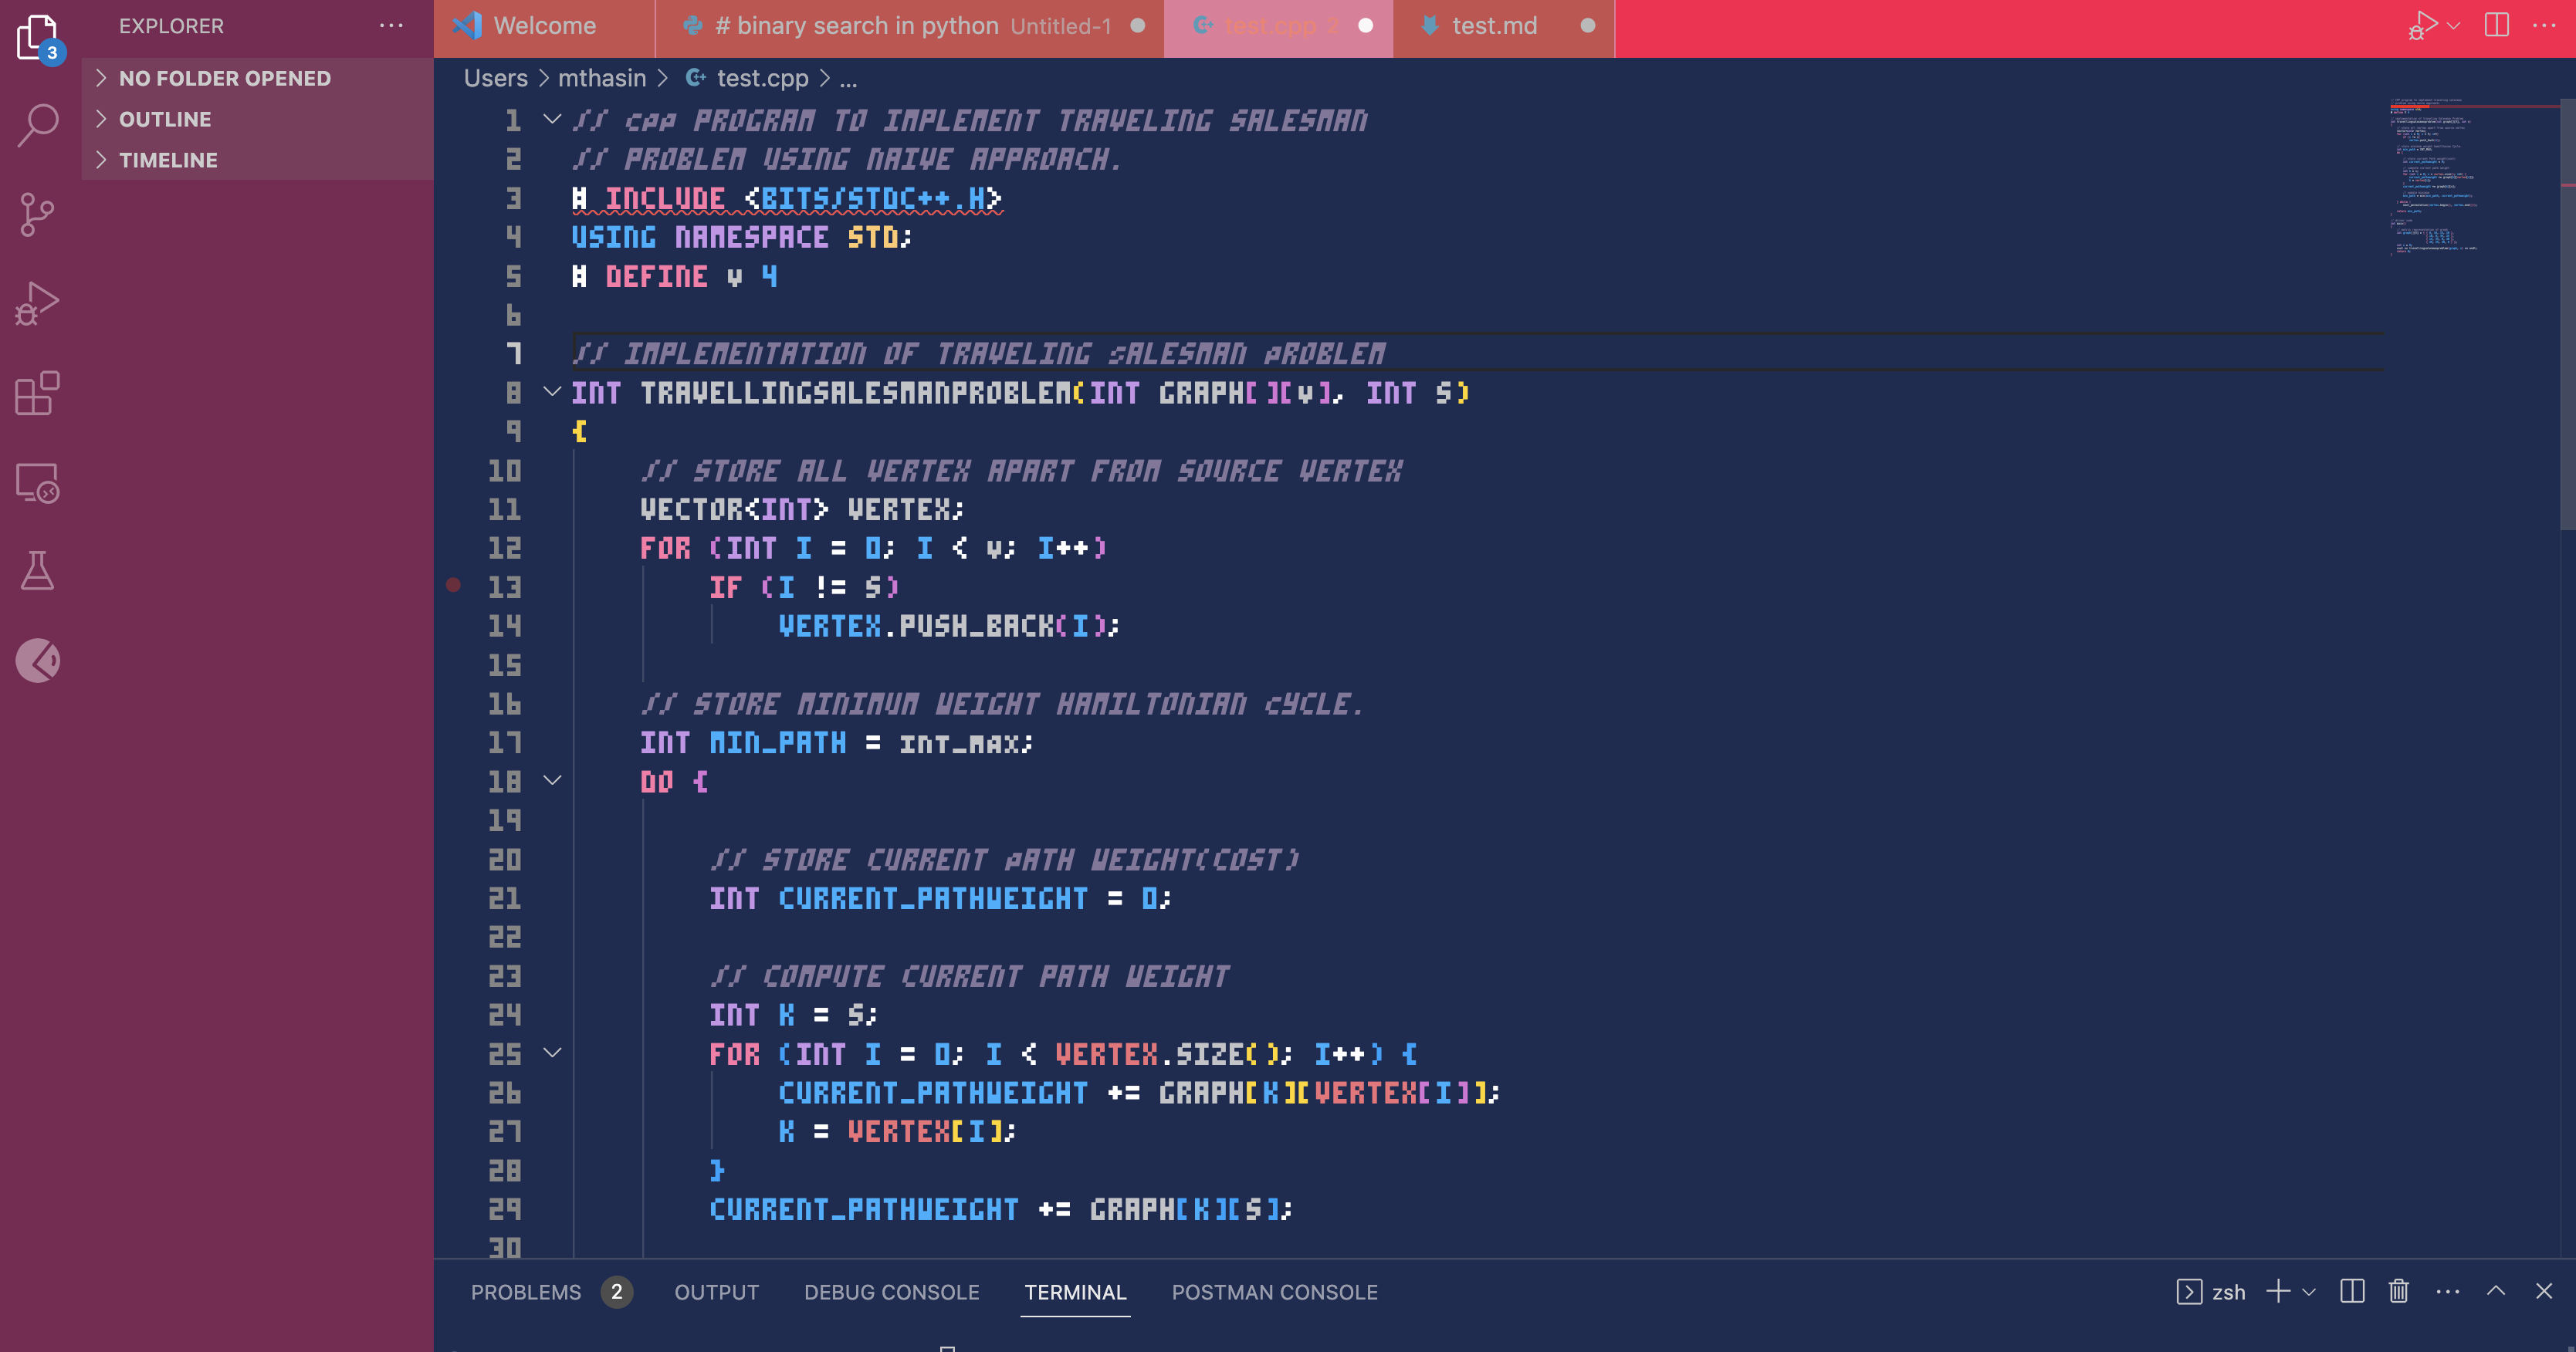 EXPLORER
3
NO FOLDER OPENED
OUTLINE
TIMELINE
Welcome
# binary search in python Untitled-1
test.cpp 2
test.md
Users > mthasin > test.cpp > ...
1 // cpp PROGRAM TO IMPLEMENT TRAVELING SALESMAN
2 // PROBLEM USING NAIVE APPROACH.
3 # INCLUDE <BITS/STDC++.H>
4 USING NAMESPACE STD;
5 # DEFINE v 4
6
7 // IMPLEMENTATION OF TRAVELING sALESMAN pROBLEM
8 INT TRAVELLINGSALESMANPROBLEM(INT GRAPH[][v], INT S)
9 {
10 // STORE ALL VERTEX APART FROM SOURCE VERTEX
11 VECTOR<INT> VERTEX;
12 FOR (INT I = 0; I < v; I++)
13 IF (I != S)
14 VERTEX.PUSH_BACK(I);
15
16 // STORE MINIMUM WEIGHT HAMILTONIAN cYCLE.
17 INT MIN_PATH = int_max;
18 DO {
19
20 // STORE CURRENT pATH WEIGHT(COST)
21 INT CURRENT_PATHWEIGHT = 0;
22
23 // COMPUTE CURRENT PATH WEIGHT
24 INT K = S;
25 FOR (INT I = 0; I < VERTEX.SIZE(); I++) {
26 CURRENT_PATHWEIGHT += GRAPH[K][VERTEX[I]];
27 K = VERTEX[I];
28 }
29 CURRENT_PATHWEIGHT += GRAPH[K][S];
30
PROBLEMS 2 OUTPUT DEBUG CONSOLE TERMINAL POSTMAN CONSOLE
zsh